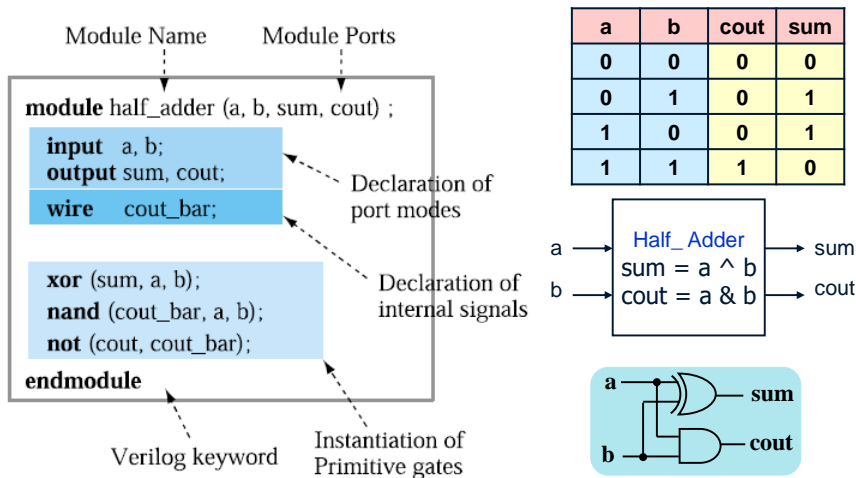 Module Name
Module Ports
module half_adder (a, b, sum, cout) ;
input a, b;
output sum, cout;
wire cout_bar;
Declaration of
port modes
Declaration of
internal signals
xor (sum, a, b);
nand (cout_bar, a, b);
not (cout, cout_bar);
endmodule
Verilog keyword
Instantiation of
Primitive gates
a b cout sum
0 0 0 0
0 1 0 1
1 0 0 1
1 1 1 0
a
b
Half_ Adder
sum = a ^ b
cout = a & b
sum
cout
a
b
sum
cout